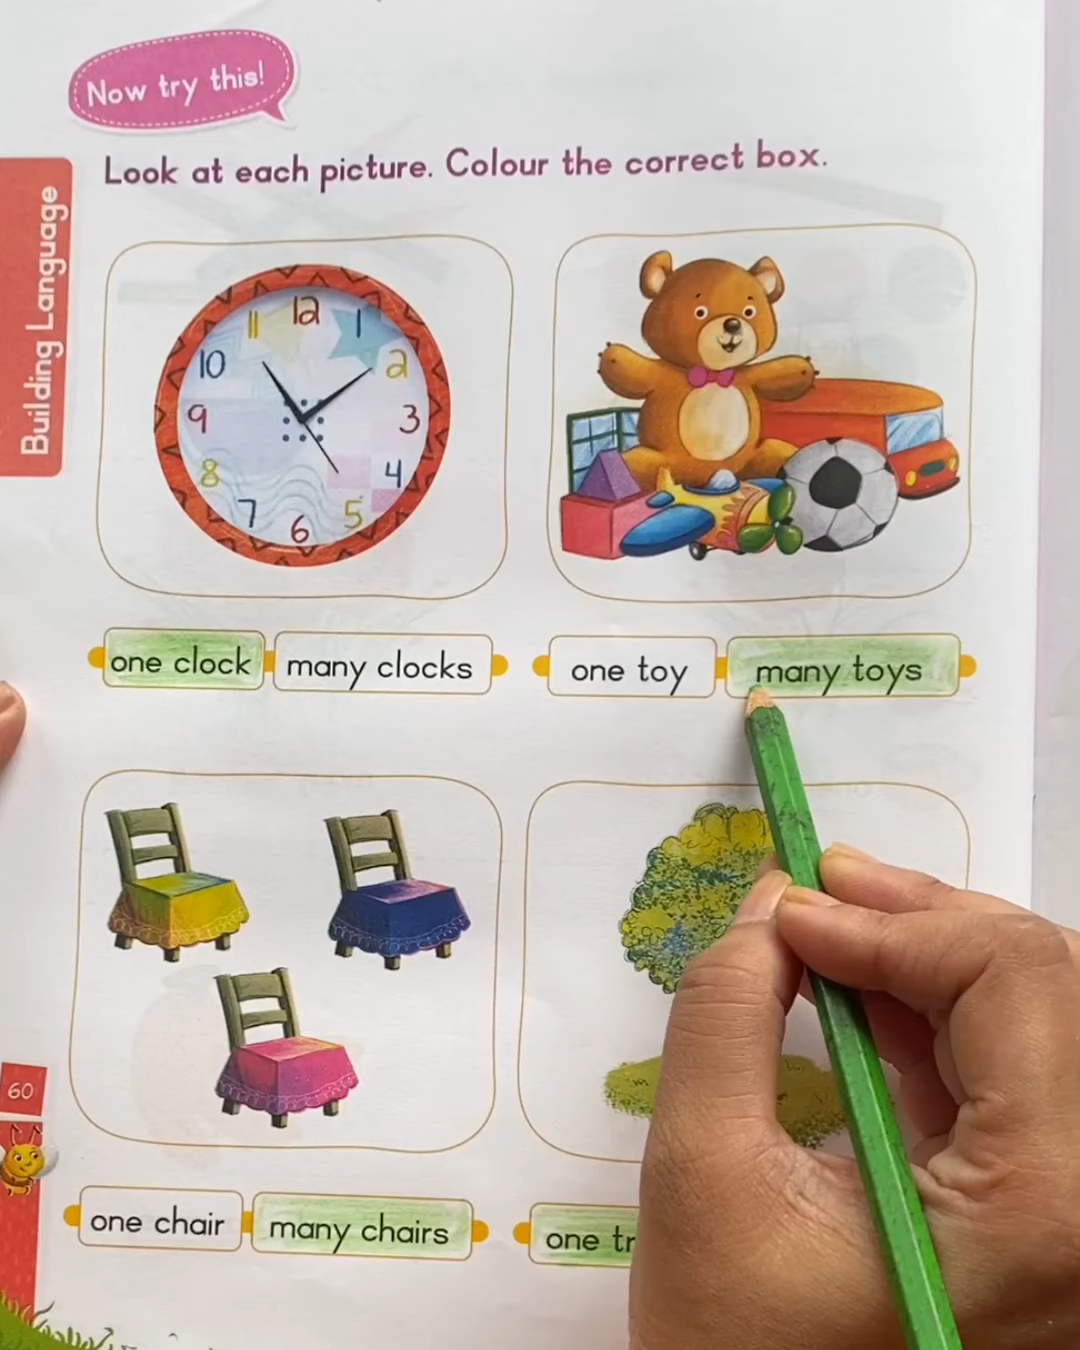 Now try this!
Look at each picture. Colour the correct box.
Building Language
12
11
1
10
2
9
3
8
4
7
5
6
one clock
many clocks
one toy
many toys
60
one chair
many chairs
one tr